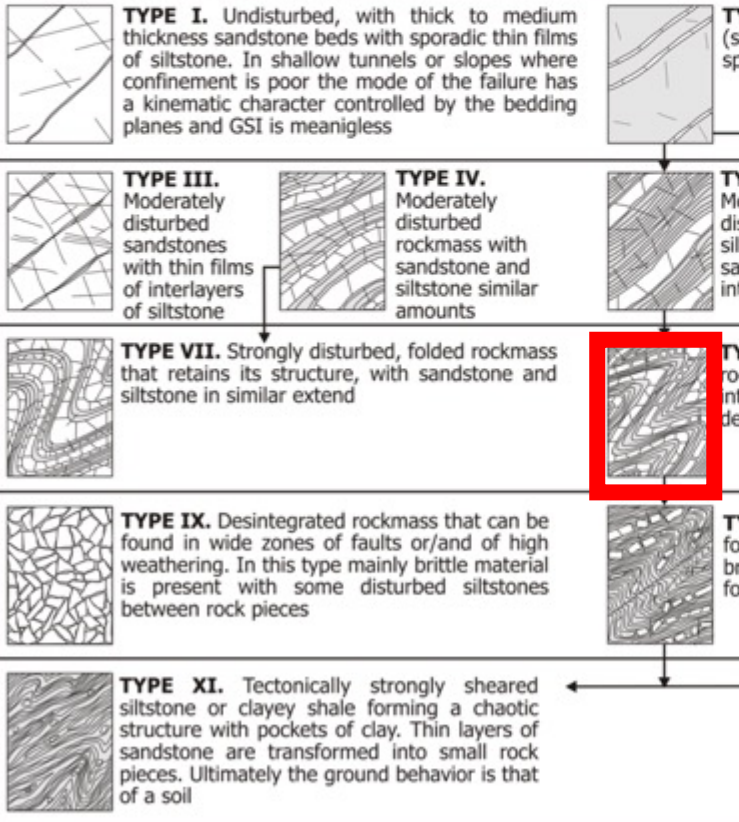 TYPE I. Undisturbed, with thick to medium
thickness sandstone beds with sporadic thin films
of siltstone. In shallow tunnels or slopes where
confinement is poor the mode of the failure has
a kinematic character controlled by the bedding
planes and GSI is meanigless
TYPE III.
Moderately
disturbed
sandstones
with thin films
of interlayers
of siltstone
TYPE IV.
Moderately
disturbed
rockmass with
sandstone and
siltstone similar
amounts
TYPE VII. Strongly disturbed, folded rockmass
that retains its structure, with sandstone and
siltstone in similar extend
TYPE IX. Desintegrated rockmass that can be
found in wide zones of faults or/and of high
weathering. In this type mainly brittle material
is present with some disturbed siltstones
between rock pieces
TYPE XI. Tectonically strongly sheared
siltstone or clayey shale forming a chaotic
structure with pockets of clay. Thin layers of
sandstone are transformed into small rock
pieces. Ultimately the ground behavior is that
of a soil